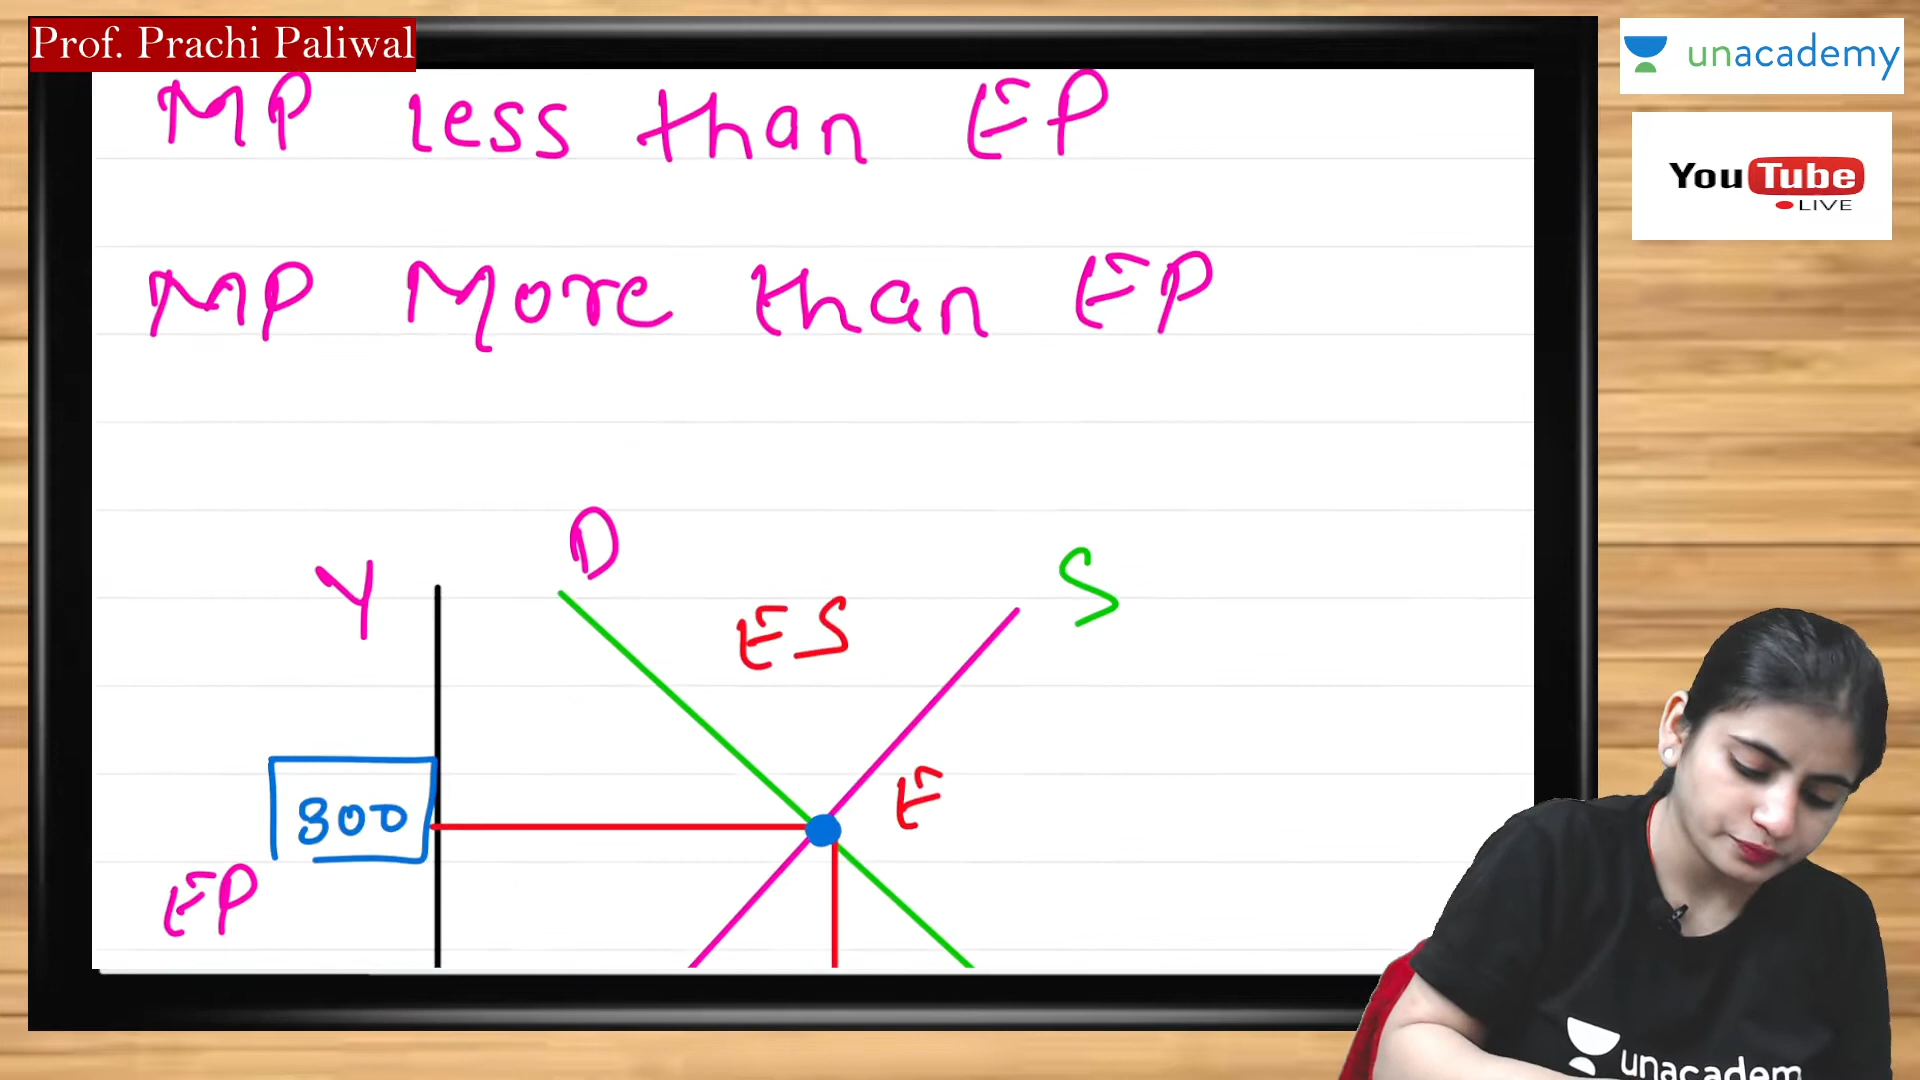 Prof. Prachi Paliwal
unacademy
YouTube
LIVE
MP less than EP
MP More than EP
D
S
Y
ES
E
800
EP
unacadem